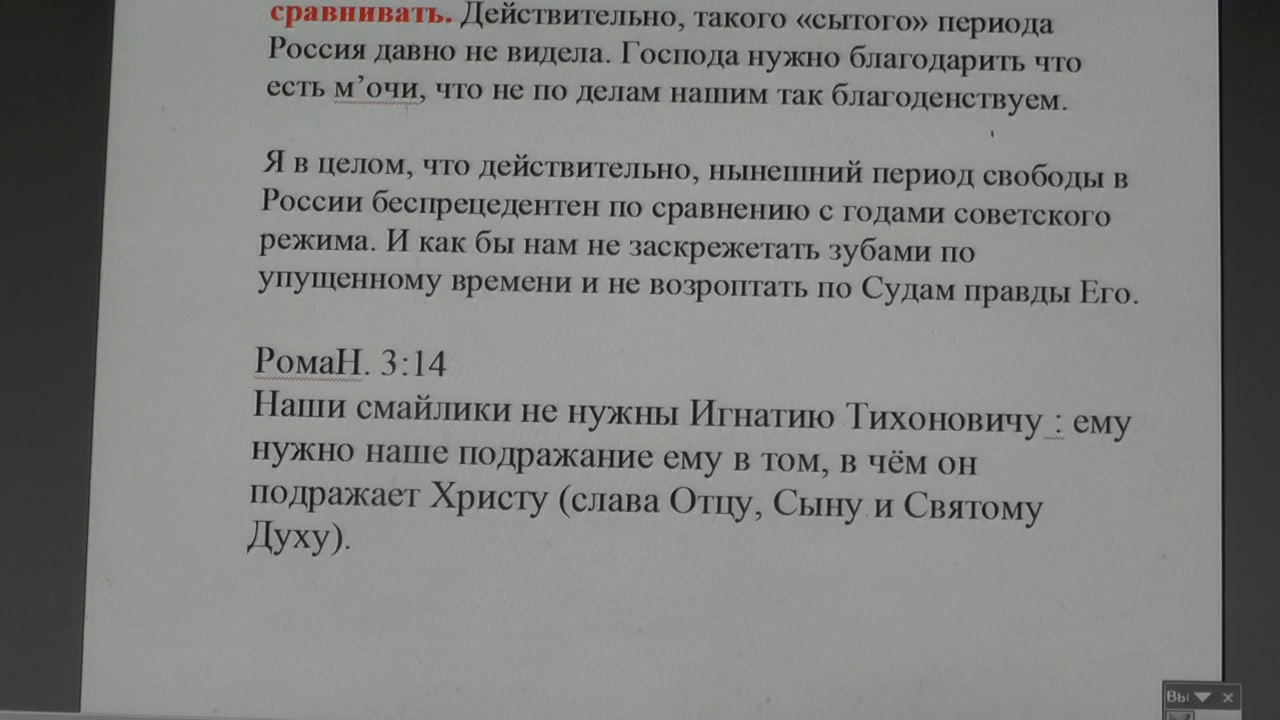 сравнивать. Действительно, такого «сытого» периода
Россия давно не видела. Господа нужно благодарить что
есть м’очи, что не по делам нашим так благоденствуем.
Я в целом, что действительно, нынешний период свободы в
России беспрецедентен по сравнению с годами советского
режима. И как бы нам не заскрежетать зубами по
упущенному времени и не возроптать по Судам правды Его.
РомаН. 3:14
Наши смайлики не нужны Игнатию Тихоновичу : ему
нужно наше подражание ему в том, в чём он
подражает Христу (слава Отцу, Сыну и Святому
Духу).
Вы